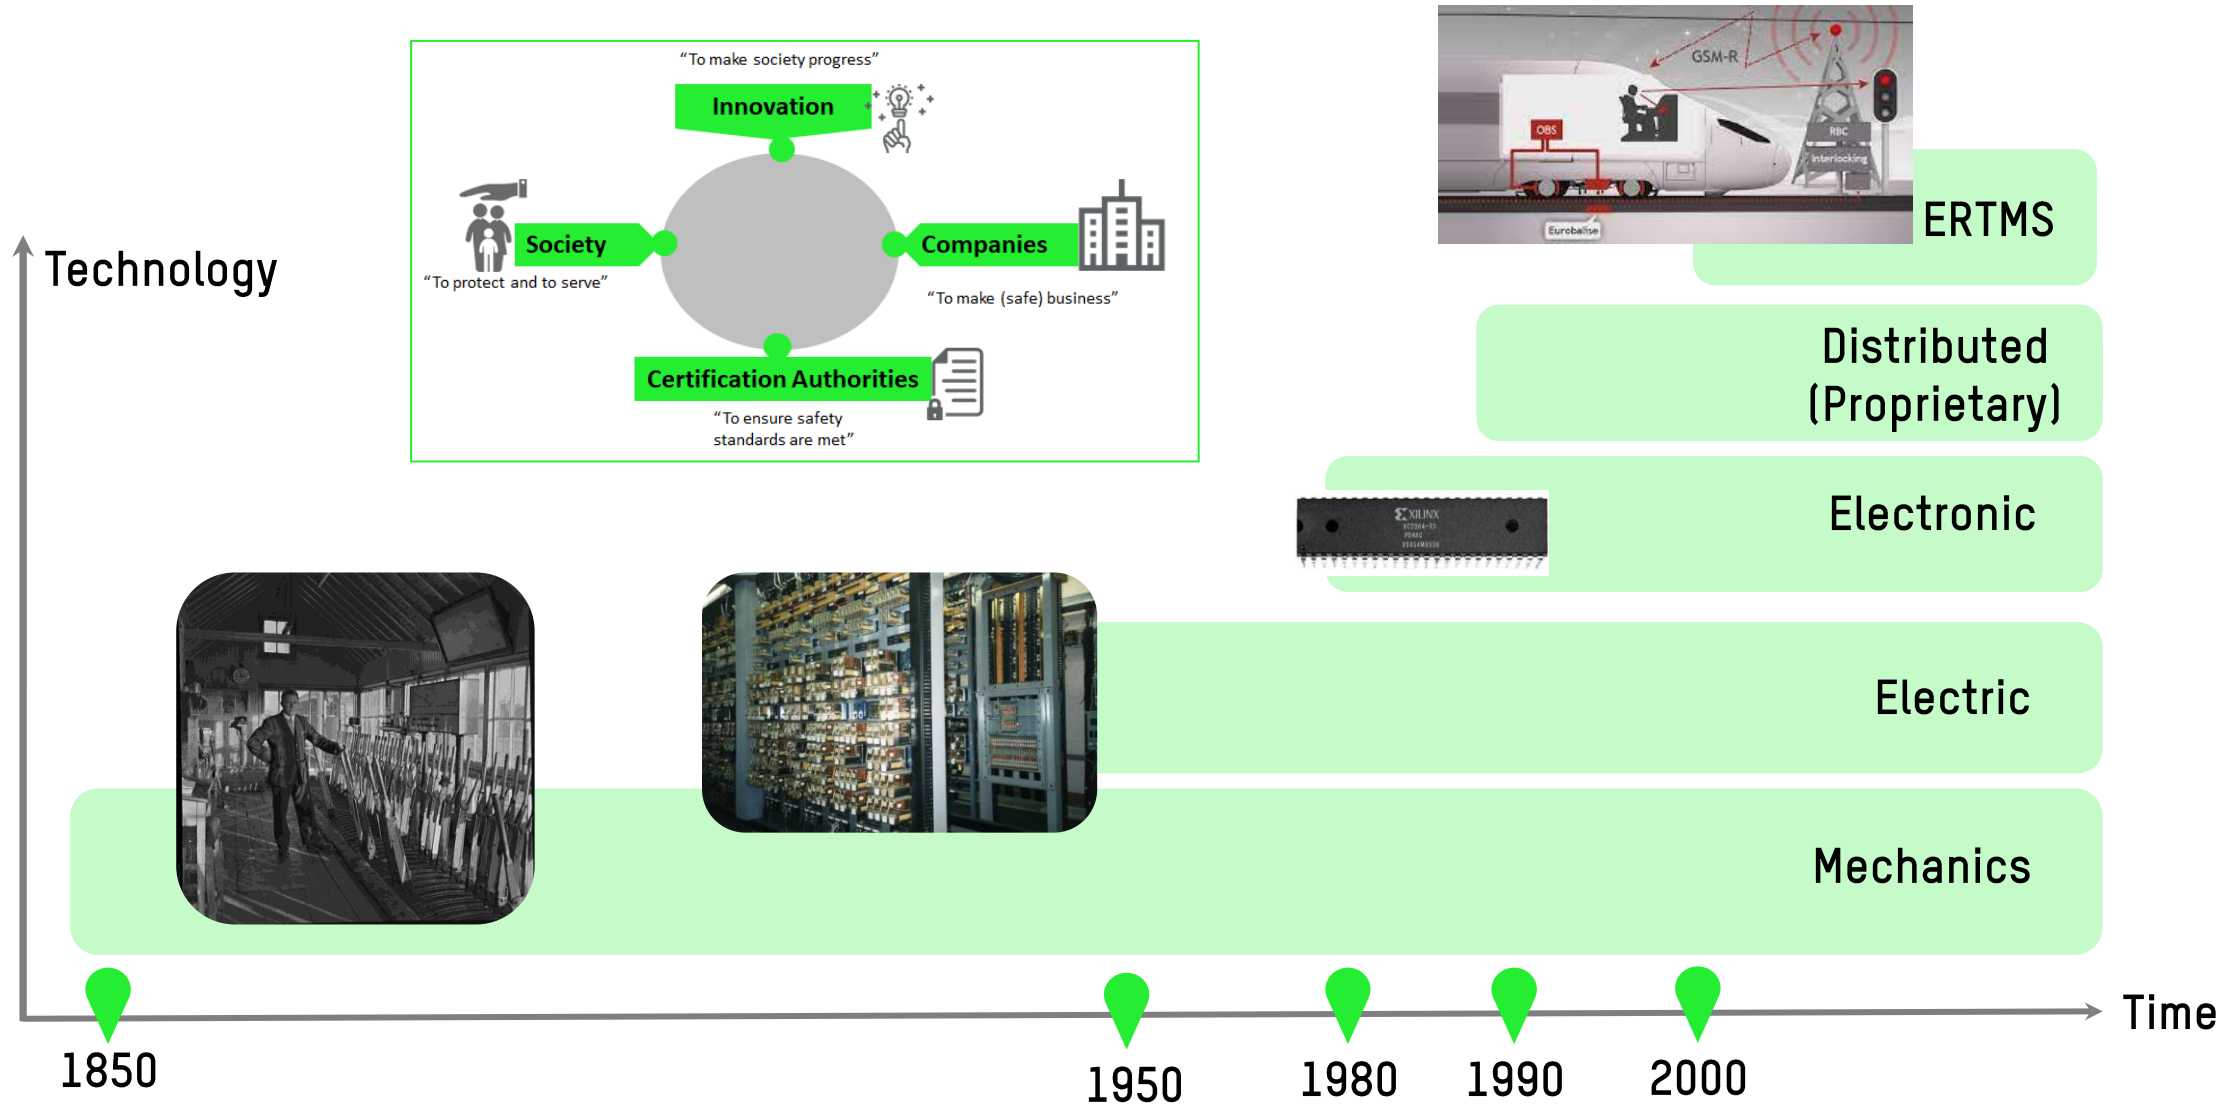 “To make society progress”
Innovation
Society
“To protect and to serve”
Companies
“To make (safe) business”
Certification Authorities
“To ensure safety
standards are met”
GSM-R
OBS
RBC
Interlocking
Eurobalise
ERTMS
Technology
Distributed
(Proprietary)
XILINX
Electronic
Electric
Mechanics
1850
1950
1980
1990
2000
Time